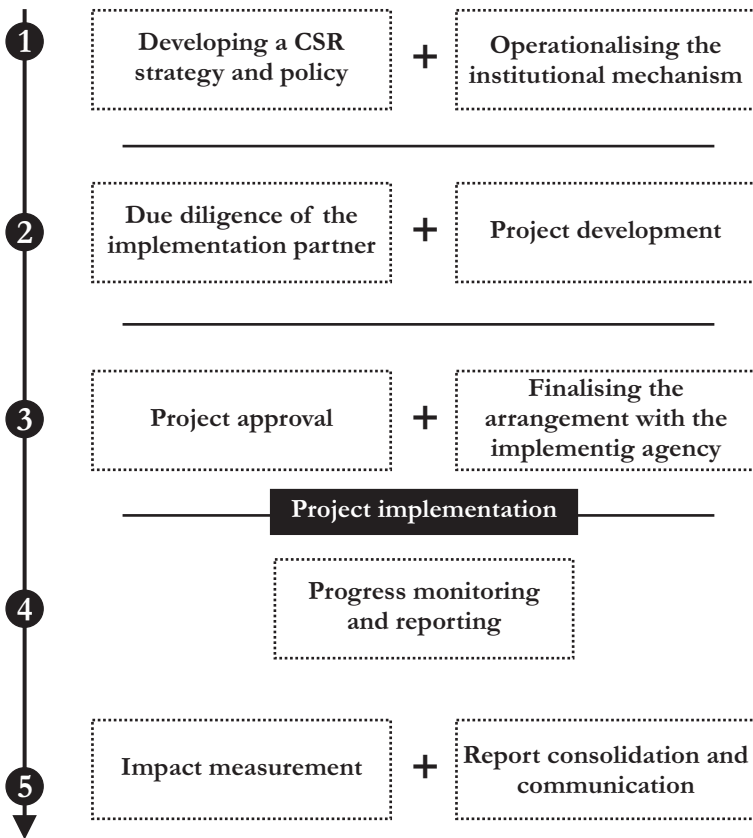 1
Developing a CSR
strategy and policy
+
Operationalising the
institutional mechanism
2
Due diligence of the
implementation partner
+
Project development
3
Project approval
+
Finalising the
arrangement with the
implementig agency
Project implementation
4
Progress monitoring
and reporting
5
Impact measurement
+
Report consolidation and
communication